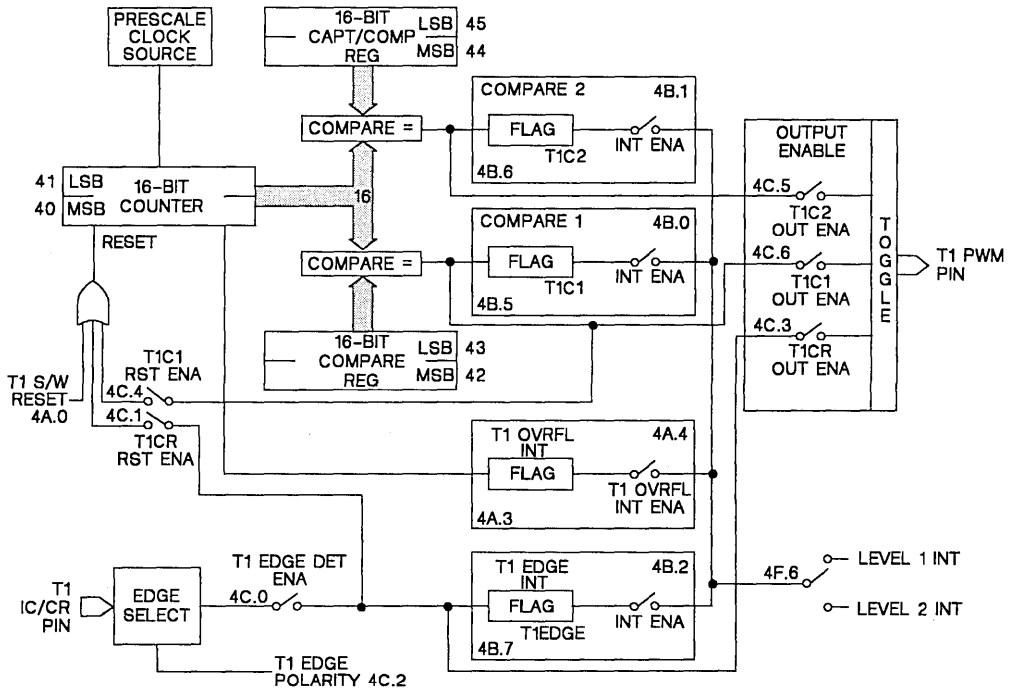 PRESCALE
CLOCK
SOURCE
16-BIT
CAPT/COMP
REG
LSB 45
MSB 44
COMPARE =
COMPARE 2 4B.1
FLAG
T1C2
INT ENA
4B.6
OUTPUT
ENABLE
4C.5
T1C2
OUT ENA
4C.6
T1C1
OUT ENA
4C.3
T1CR
OUT ENA
TOGGLE
T1 PWM
PIN
41 LSB
40 MSB
16-BIT
COUNTER
16
RESET
COMPARE 1 4B.0
FLAG
T1C1
INT ENA
4B.5
COMPARE =
16-BIT
COMPARE
REG
LSB 43
MSB 42
T1 S/W
RESET
4A.0
T1C1
RST ENA
4C.4
4C.1
T1CR
RST ENA
T1 OVRFL
INT
4A.4
FLAG
T1 OVRFL
INT ENA
4A.3
T1
IC/CR
PIN
EDGE
SELECT
T1 EDGE DET
ENA
4C.0
T1 EDGE
POLARITY 4C.2
T1 EDGE
INT
4B.2
FLAG
T1EDGE
INT ENA
4B.7
4F.6
LEVEL 1 INT
LEVEL 2 INT